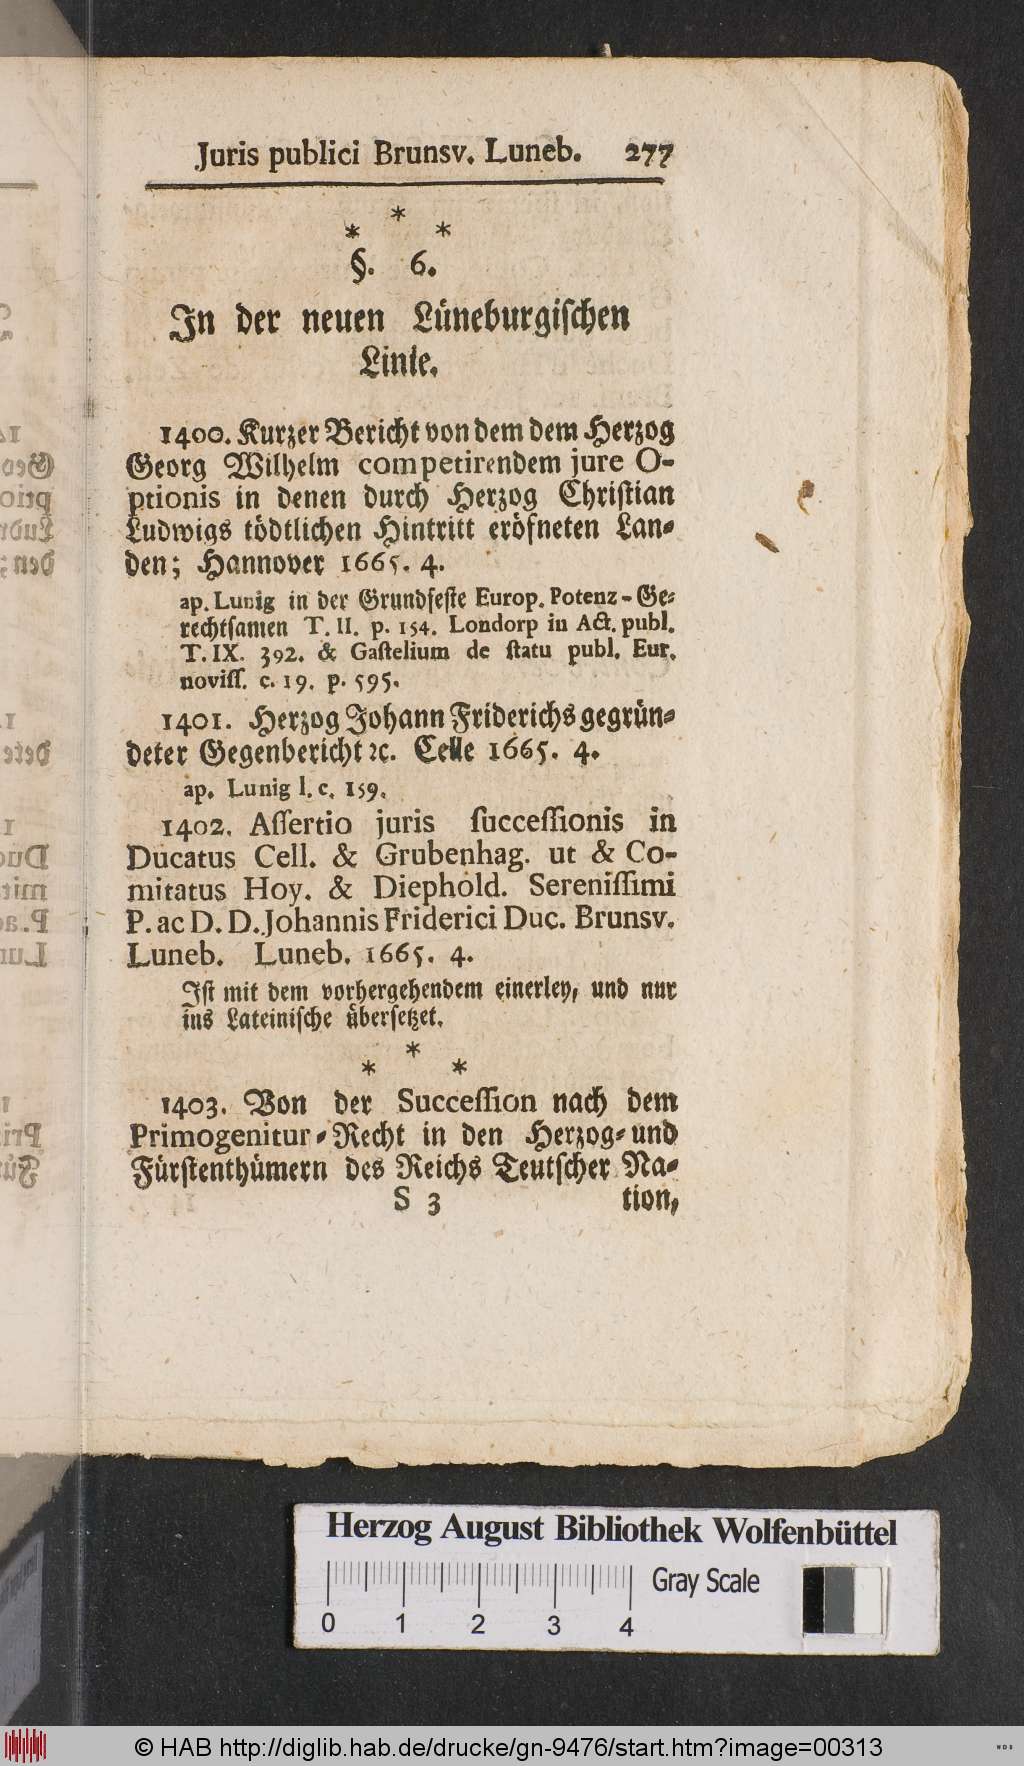 Juris publici Brunsv. Luneb. 277
* * *
§. 6.
In der neuen Lüneburgischen
Linie.
1400. Kurzer Bericht von dem dem Herzog
Georg Wilhelm competirendem jure O-
ptionis in denen durch Herzog Christian
Ludwigs tödtlichen Hintritt eröfneten Lan-
den; Hannover 1665. 4.
ap. Lunig in der Grundfeste Europ. Potenz-Ge-
rechtsamen T. II. p. 154. Londorp in Act. publ.
T. IX. 392. & Gastelium de statu publ. Eur.
noviss. c. 19. p. 595.
1401. Herzog Johann Friderichs gegrün-
deter Gegenbericht ꝛc. Celle 1665. 4.
ap. Lunig l. c. 159.
1402. Assertio juris successionis in
Ducatus Cell. & Grubenhag. ut & Co-
mitatus Hoy. & Diephold. Serenissimi
P. ac D. D. Johannis Friderici Duc. Brunsv.
Luneb. Luneb. 1665. 4.
Ist mit dem vorhergehendem einerley, und nur
ins Lateinische übersetzet.
* * *
1403. Von der Succession nach dem
Primogenitur-Recht in den Herzog- und
Fürstenthümern des Reichs Teutscher Na-
S 3 tion,
Herzog August Bibliothek Wolfenbüttel
Gray Scale
0 1 2 3 4
© HAB http://diglib.hab.de/drucke/gn-9476/start.htm?image=00313